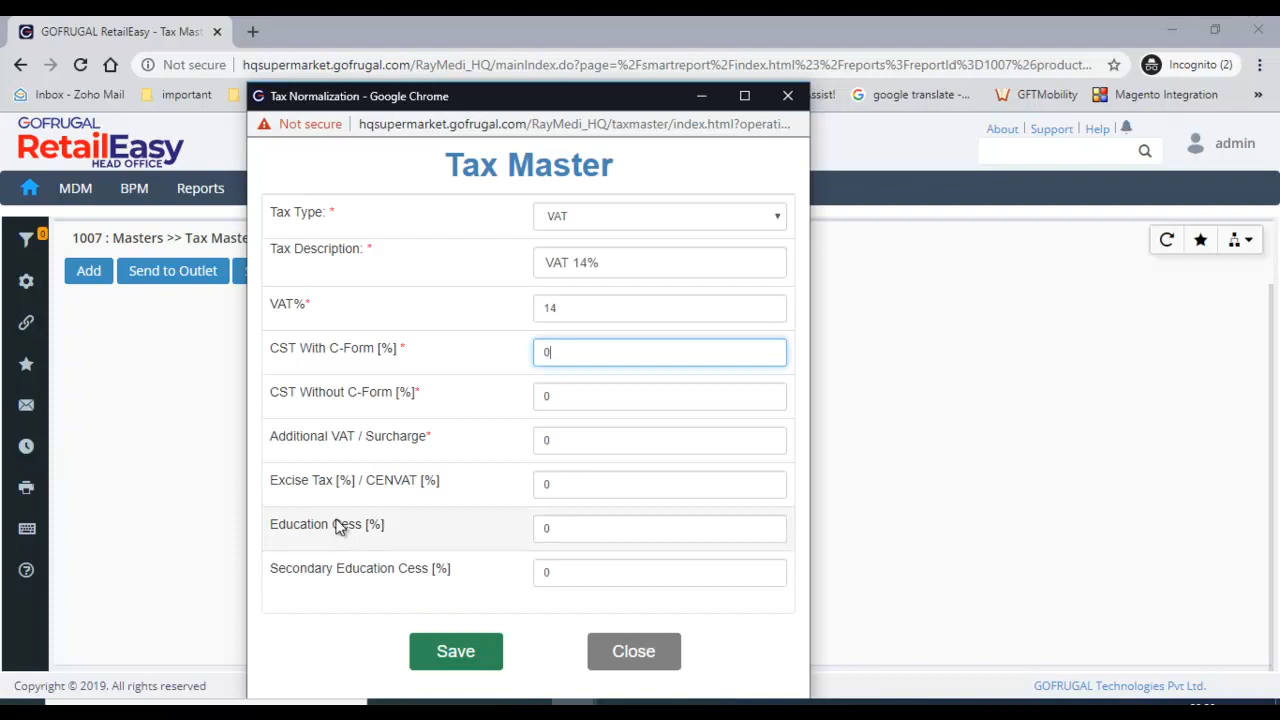 GOFRUGAL RetailEasy - Tax Mast
Not secure
hqsupermarket.gofrugal.com/RayMedi_HQ/mainIndex.do?page=%2Fsmartreport%2Findex.html%23%2Freports%3FreportId%3D1007%26product...
Incognito (2)
Inbox - Zoho Mail
important
ssist!
google translate -...
GFTMobility
Magento Integration
»
Tax Normalization - Google Chrome
Not secure
hqsupermarket.gofrugal.com/RayMedi_HQ/taxmaster/index.html?operati...
GOFRUGAL
RetailEasy
HEAD OFFICE
About | Support | Help |
admin
MDM
BPM
Reports
0
1007 : Masters >> Tax Maste
Add
Send to Outlet
Tax Master
Tax Type: *
VAT
Tax Description: *
VAT 14%
VAT%*
14
CST With C-Form [%] *
0
CST Without C-Form [%]*
0
Additional VAT / Surcharge*
0
Excise Tax [%] / CENVAT [%]
0
Education Cess [%]
0
Secondary Education Cess [%]
0
Save
Close
Copyright © 2019. All rights reserved
GOFRUGAL Technologies Pvt Ltd.